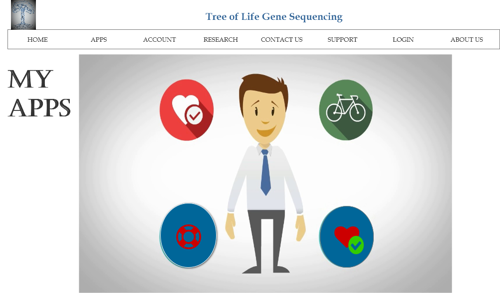 Tree of Life Gene Sequencing
HOME APPS ACCOUNT RESEARCH CONTACT US SUPPORT LOGIN ABOUT US
MY
APPS